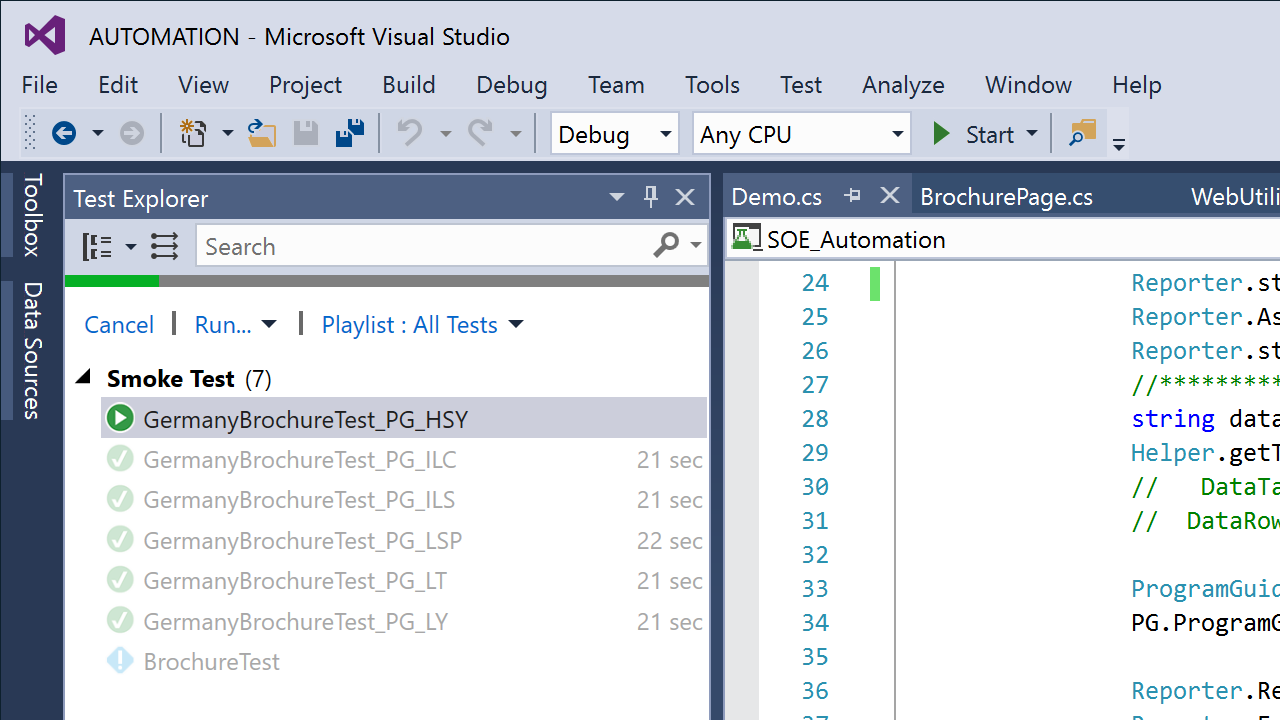 AUTOMATION - Microsoft Visual Studio
File Edit View Project Build Debug Team Tools Test Analyze Window Help
Debug Any CPU Start
Toolbox
Data Sources
Test Explorer
Search
Cancel | Run... | Playlist : All Tests
Smoke Test (7)
GermanyBrochureTest_PG_HSY
GermanyBrochureTest_PG_ILC 21 sec
GermanyBrochureTest_PG_ILS 21 sec
GermanyBrochureTest_PG_LSP 22 sec
GermanyBrochureTest_PG_LT 21 sec
GermanyBrochureTest_PG_LY 21 sec
BrochureTest
Demo.cs BrochurePage.cs WebUtili
SOE_Automation
24 Reporter.st
25 Reporter.As
26 Reporter.st
27 //*********
28 string data
29 Helper.getT
30 // DataTa
31 // DataRow
32
33 ProgramGuid
34 PG.ProgramG
35
36 Reporter.Re